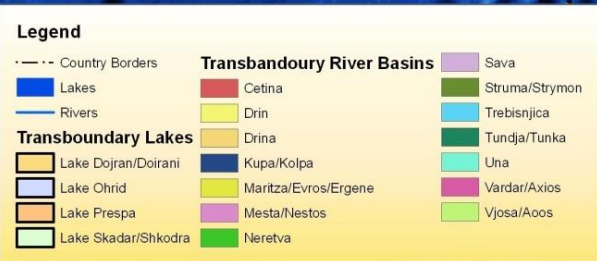 Legend
Country Borders
Lakes
Rivers
Transboundary Lakes
Lake Dojran/Doirani
Lake Ohrid
Lake Prespa
Lake Skadar/Shkodra
Transbandoury River Basins
Cetina
Drin
Drina
Kupa/Kolpa
Maritza/Evros/Ergene
Mesta/Nestos
Neretva
Sava
Struma/Strymon
Trebisnjica
Tundja/Tunka
Una
Vardar/Axios
Vjosa/Aoos